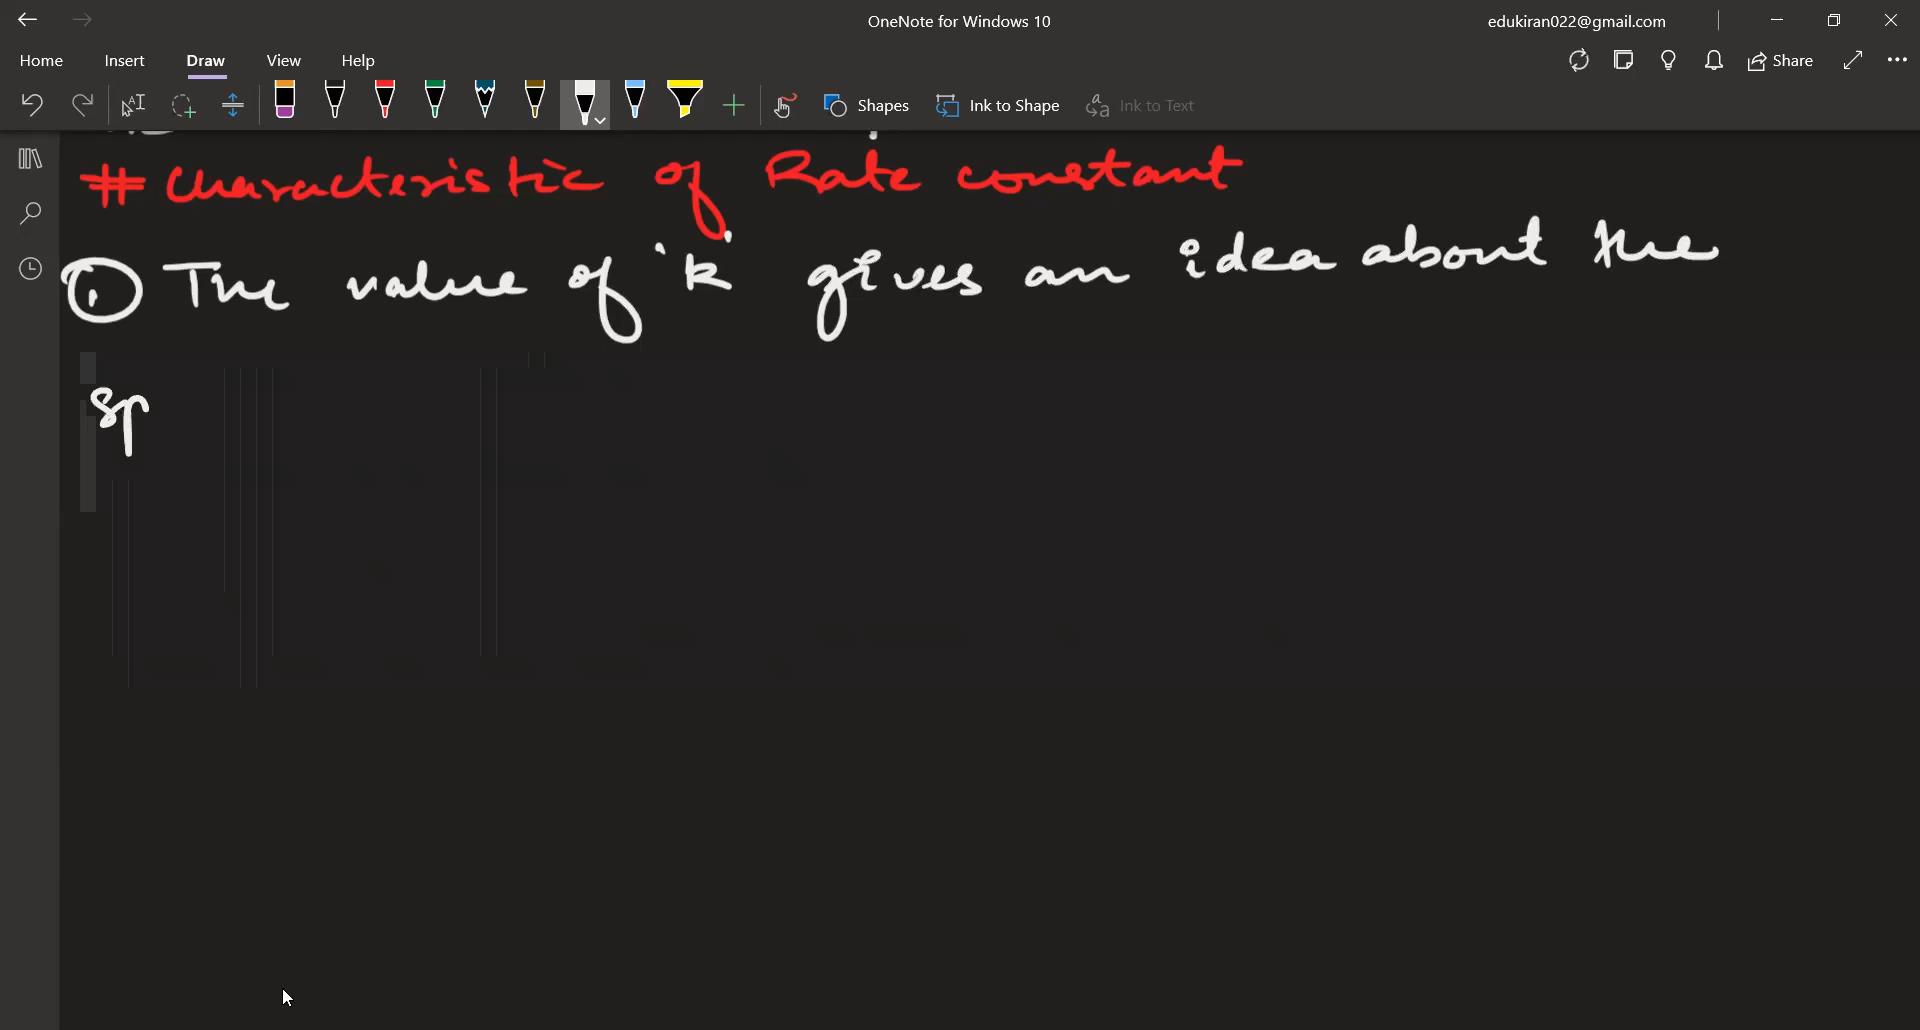 OneNote for Windows 10
edukiran022@gmail.com
Home Insert Draw View Help
Share
Shapes Ink to Shape Ink to Text
# Characteristic of Rate constant
① The value of 'k' gives an idea about the
sp